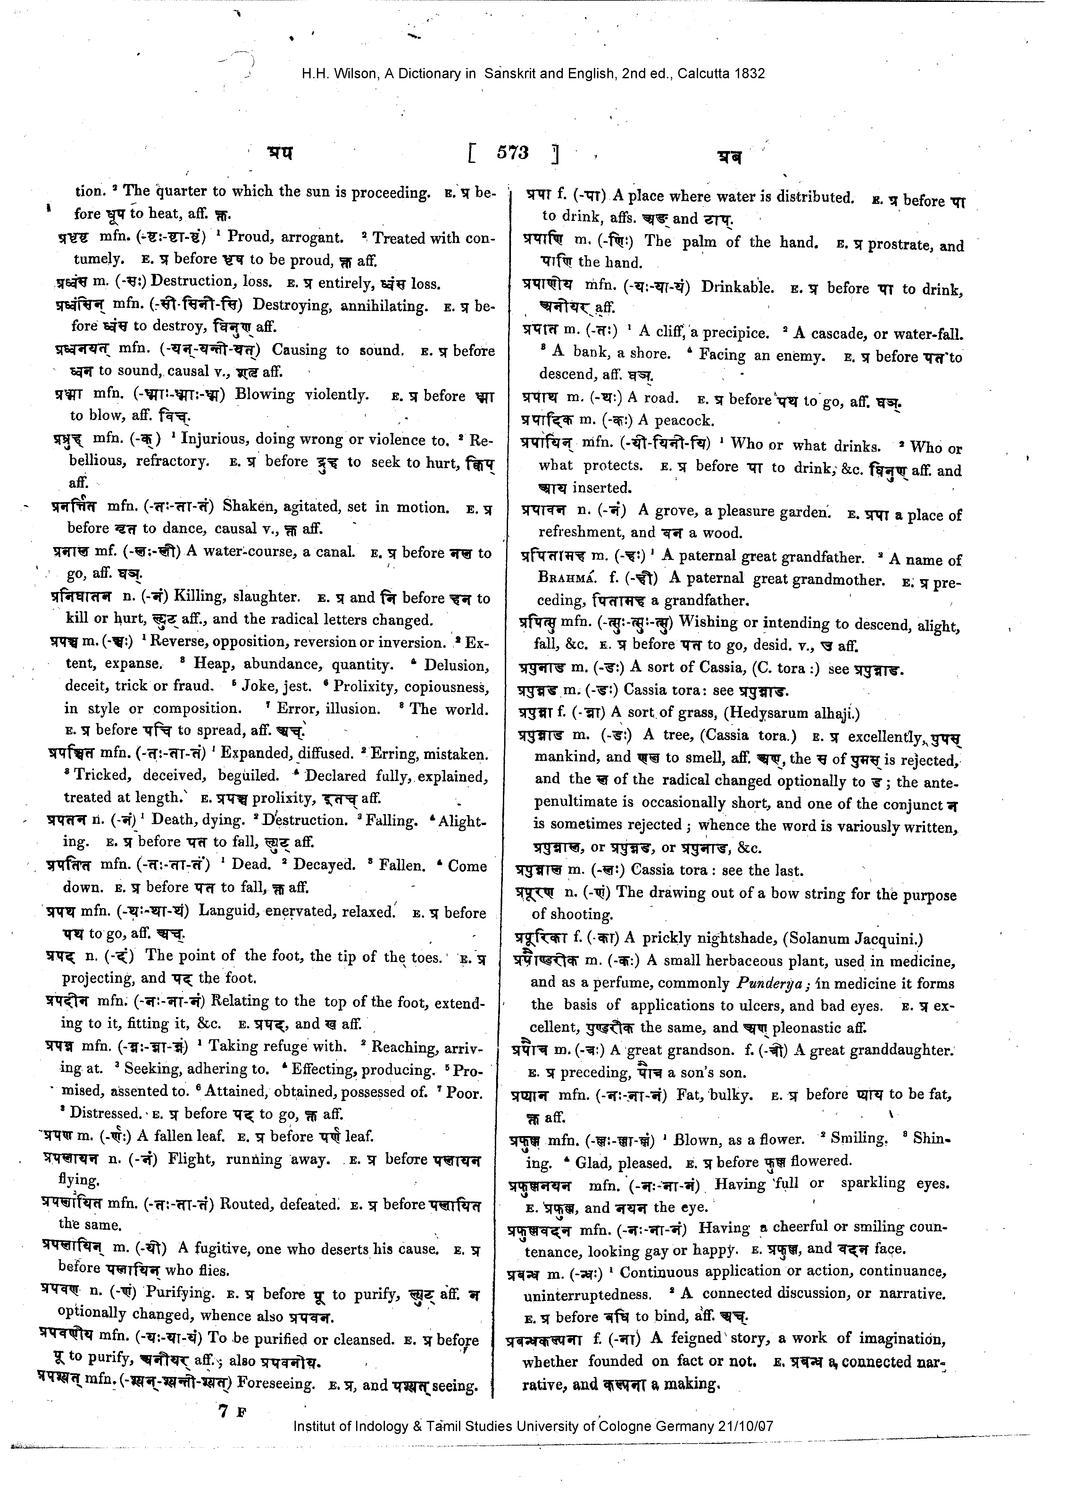 H.H. Wilson, A Dictionary in Sanskrit and English, 2nd ed., Calcutta 1832
प्रप [ 573 ] प्रब
tion. ² The quarter to which the sun is proceeding. E. प्र be-
fore धूप to heat, aff. क्त.
प्रधृष्ट mfn. (-ष्टः-ष्टा-ष्टं) ¹ Proud, arrogant. ² Treated with con-
tumely. E. प्र before धृष to be proud, क्त aff.
प्रध्वंस m. (-सः) Destruction, loss. E. प्र entirely, ध्वंस loss.
प्रध्वंसिन् mfn. (-सी-सिनी-सि) Destroying, annihilating. E. प्र be-
fore ध्वंस to destroy, घिनुण् aff.
प्रध्वनयत् mfn. (-यन्-यन्ती-यत्) Causing to sound. E. प्र before
ध्वन to sound, causal v., शतृ aff.
प्रध्मा mfn. (-ध्माः-ध्माः-ध्मा) Blowing violently. E. प्र before ध्मा
to blow, aff. विच्.
प्रध्रुह् mfn. (-क्) ¹ Injurious, doing wrong or violence to. ² Re-
bellious, refractory. E. प्र before द्रुह to seek to hurt, क्विप्
aff.
प्रनर्त्तित mfn. (-तः-ता-तं) Shaken, agitated, set in motion. E. प्र
before नृत to dance, causal v., क्त aff.
प्रनाल mf. (-लः-ली) A water-course, a canal. E. प्र before नल to
go, aff. घञ्.
प्रनिघातन n. (-नं) Killing, slaughter. E. प्र and नि before हन to
kill or hurt, ल्युट् aff., and the radical letters changed.
प्रपञ्च m. (-ञ्चः) ¹ Reverse, opposition, reversion or inversion. ² Ex-
tent, expanse. ³ Heap, abundance, quantity. ⁴ Delusion,
deceit, trick or fraud. ⁵ Joke, jest. ⁶ Prolixity, copiousness,
in style or composition. ⁷ Error, illusion. ⁸ The world.
E. प्र before पचि to spread, aff. अच्.
प्रपञ्चित mfn. (-तः-ता-तं) ¹ Expanded, diffused. ² Erring, mistaken.
³ Tricked, deceived, beguiled. ⁴ Declared fully, explained,
treated at length. E. प्रपञ्च prolixity, इतच् aff.
प्रपतन n. (-नं) ¹ Death, dying. ² Destruction. ³ Falling. ⁴ Alight-
ing. E. प्र before पत to fall, ल्युट् aff.
प्रपतित mfn. (-तः-ता-तं) ¹ Dead. ² Decayed. ³ Fallen. ⁴ Come
down. E. प्र before पत to fall, क्त aff.
प्रपथ mfn. (-थः-था-थं) Languid, enervated, relaxed. E. प्र before
पथ to go, aff. अच्.
प्रपद n. (-दं) The point of the foot, the tip of the toes. E. प्र
projecting, and पद् the foot.
प्रपदीन mfn. (-नः-ना-नं) Relating to the top of the foot, extend-
ing to it, fitting it, &c. E. प्रपद, and ख aff.
प्रपन्न mfn. (-न्नः-न्ना-न्नं) ¹ Taking refuge with. ² Reaching, arriv-
ing at. ³ Seeking, adhering to. ⁴ Effecting, producing. ⁵ Pro-
mised, assented to. ⁶ Attained, obtained, possessed of. ⁷ Poor.
⁸ Distressed. E. प्र before पद to go, क्त aff.
प्रपर्ण m. (-र्णः) A fallen leaf. E. प्र before पर्ण leaf.
प्रपलायन n. (-नं) Flight, running away. E. प्र before पलायन
flying.
प्रपलायित mfn. (-तः-ता-तं) Routed, defeated. E. प्र before पलायित
the same.
प्रपलायिन् m. (-यी) A fugitive, one who deserts his cause. E. प्र
before पलायिन् who flies.
प्रपवण n. (-णं) Purifying. E. प्र before पू to purify, ल्युट् aff. न
optionally changed, whence also प्रपवन.
प्रपवणीय mfn. (-यः-या-यं) To be purified or cleansed. E. प्र before
पू to purify, अनीयर् aff.; also प्रपवनीय.
प्रपश्यत् mfn. (-श्यन्-श्यन्ती-श्यत्) Foreseeing. E. प्र, and पश्यत् seeing.
7 F
प्रपा f. (-पा) A place where water is distributed. E. प्र before पा
to drink, affs. अङ् and टाप्.
प्रपाणि m. (-णिः) The palm of the hand. E. प्र prostrate, and
पाणि the hand.
प्रपाणीय mfn. (-यः-या-यं) Drinkable. E. प्र before पा to drink,
अनीयर् aff.
प्रपात m. (-तः) ¹ A cliff, a precipice. ² A cascade, or water-fall.
³ A bank, a shore. ⁴ Facing an enemy. E. प्र before पत to
descend, aff. घञ्.
प्रपाथ m. (-थः) A road. E. प्र before पथ to go, aff. घञ्.
प्रपादिक m. (-कः) A peacock.
प्रपायिन् mfn. (-यी-यिनी-यि) ¹ Who or what drinks. ² Who or
what protects. E. प्र before पा to drink, &c. घिनुण् aff. and
आय inserted.
प्रपावन n. (-नं) A grove, a pleasure garden. E. प्रपा a place of
refreshment, and वन a wood.
प्रपितामह m. (-हः) ¹ A paternal great grandfather. ² A name of
BRAHMÁ. f. (-ही) A paternal great grandmother. E. प्र pre-
ceding, पितामह a grandfather.
प्रपित्सु mfn. (-त्सुः-त्सुः-त्सु) Wishing or intending to descend, alight,
fall, &c. E. प्र before पत to go, desid. v., उ aff.
प्रपुनाड m. (-डः) A sort of Cassia, (C. tora :) see प्रपुन्नाड.
प्रपुन्नड m. (-डः) Cassia tora: see प्रपुन्नाड.
प्रपुन्ना f. (-न्ना) A sort of grass, (Hedysarum alhaji.)
प्रपुन्नाड m. (-डः) A tree, (Cassia tora.) E. प्र excellently, पुमस्
mankind, and णल to smell, aff. अण्, the स of पुमस् is rejected,
and the ल of the radical changed optionally to ड ; the ante-
penultimate is occasionally short, and one of the conjunct न
is sometimes rejected ; whence the word is variously written,
प्रपुन्नाल, or प्रपुन्नड, or प्रपुनाड, &c.
प्रपुन्नाल m. (-लः) Cassia tora : see the last.
प्रपूरण n. (-णं) The drawing out of a bow string for the purpose
of shooting.
प्रपूरिका f. (-का) A prickly nightshade, (Solanum Jacquini.)
प्रपौण्डरीक m. (-कः) A small herbaceous plant, used in medicine,
and as a perfume, commonly Punderya; in medicine it forms
the basis of applications to ulcers, and bad eyes. E. प्र ex-
cellent, पुण्डरीक the same, and अण् pleonastic aff.
प्रपौत्र m. (-त्रः) A great grandson. f. (-त्री) A great granddaughter.
E. प्र preceding, पौत्र a son's son.
प्रप्यान mfn. (-नः-ना-नं) Fat, bulky. E. प्र before प्याय to be fat,
क्त aff.
प्रफुल्ल mfn. (-ल्लः-ल्ला-ल्लं) ¹ Blown, as a flower. ² Smiling. ³ Shin-
ing. ⁴ Glad, pleased. E. प्र before फुल्ल flowered.
प्रफुल्लनयन mfn. (-नः-ना-नं) Having full or sparkling eyes.
E. प्रफुल्ल, and नयन the eye.
प्रफुल्लवदन mfn. (-नः-ना-नं) Having a cheerful or smiling coun-
tenance, looking gay or happy. E. प्रफुल्ल, and वदन face.
प्रबन्ध m. (-न्धः) ¹ Continuous application or action, continuance,
uninterruptedness. ² A connected discussion, or narrative.
E. प्र before बधि to bind, aff. अच्.
प्रबन्धकल्पना f. (-ना) A feigned story, a work of imagination,
whether founded on fact or not. E. प्रबन्ध a connected nar-
rative, and कल्पना a making.
Institut of Indology & Tamil Studies University of Cologne Germany 21/10/07